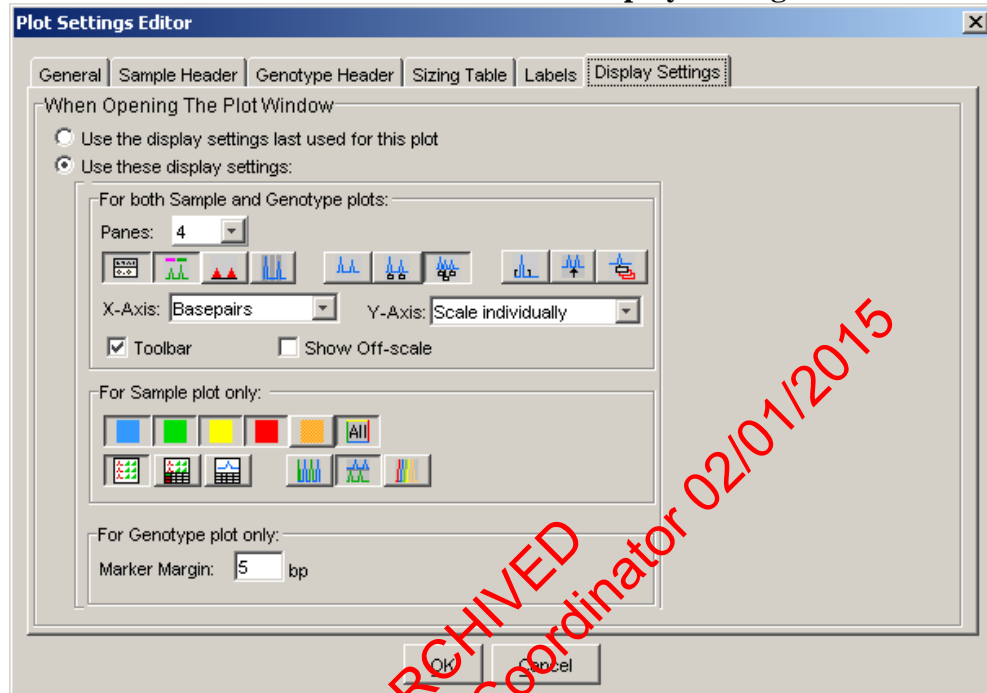 Plot Settings Editor
General Sample Header Genotype Header Sizing Table Labels Display Settings
When Opening The Plot Window
Use the display settings last used for this plot
Use these display settings:
For both Sample and Genotype plots:
Panes: 4
X-Axis: Basepairs Y-Axis: Scale individually
Toolbar Show Off-scale
For Sample plot only:
All
For Genotype plot only:
Marker Margin: 5 bp
OK Cancel
ARCHIVED
Coordinator 02/01/2015